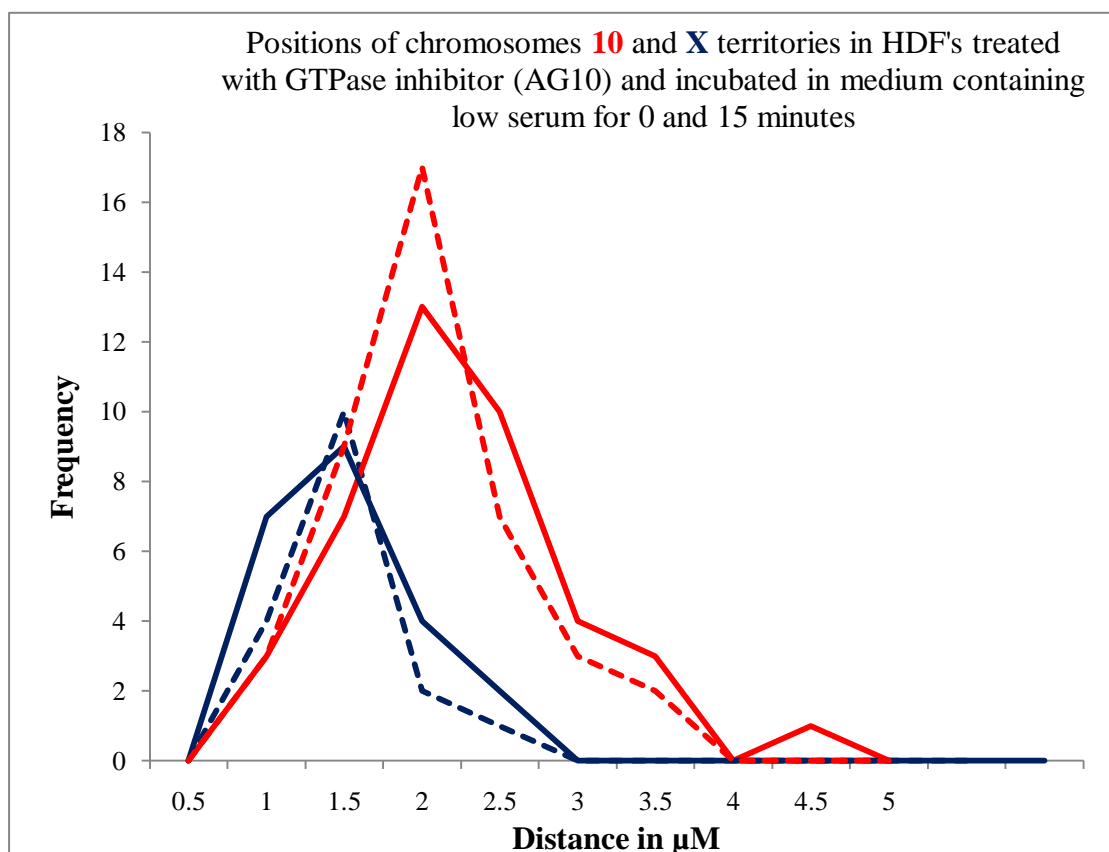 Positions of chromosomes 10 and X territories in HDF's treated
with GTPase inhibitor (AG10) and incubated in medium containing
low serum for 0 and 15 minutes
18
16
14
12
10
8
6
4
2
0
Frequency
0.5 1 1.5 2 2.5 3 3.5 4 4.5 5
Distance in µM